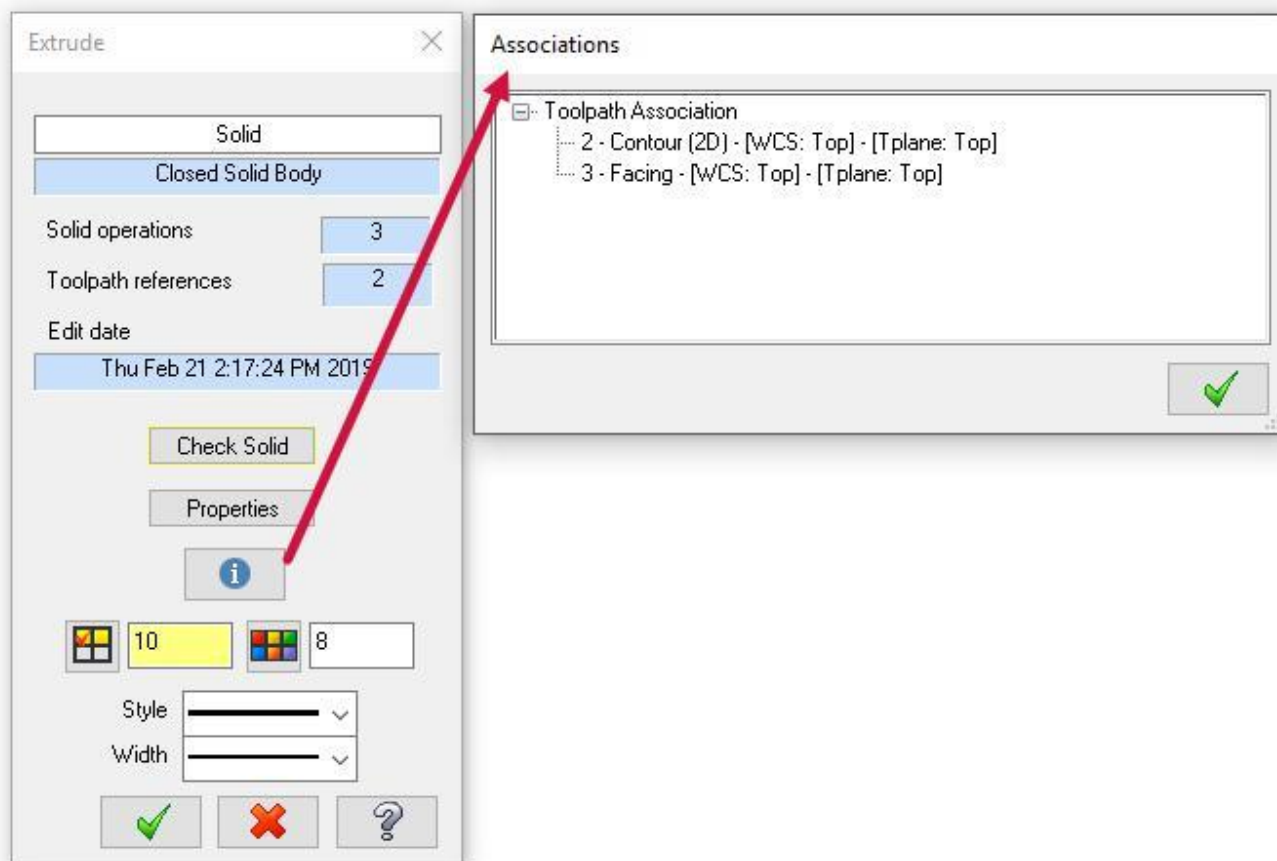 Extrude
Solid
Closed Solid Body
Solid operations 3
Toolpath references 2
Edit date
Thu Feb 21 2:17:24 PM 2019
Check Solid
Properties
10 8
Style
Width
Associations
Toolpath Association
2 - Contour (2D) - [WCS: Top] - [Tplane: Top]
3 - Facing - [WCS: Top] - [Tplane: Top]